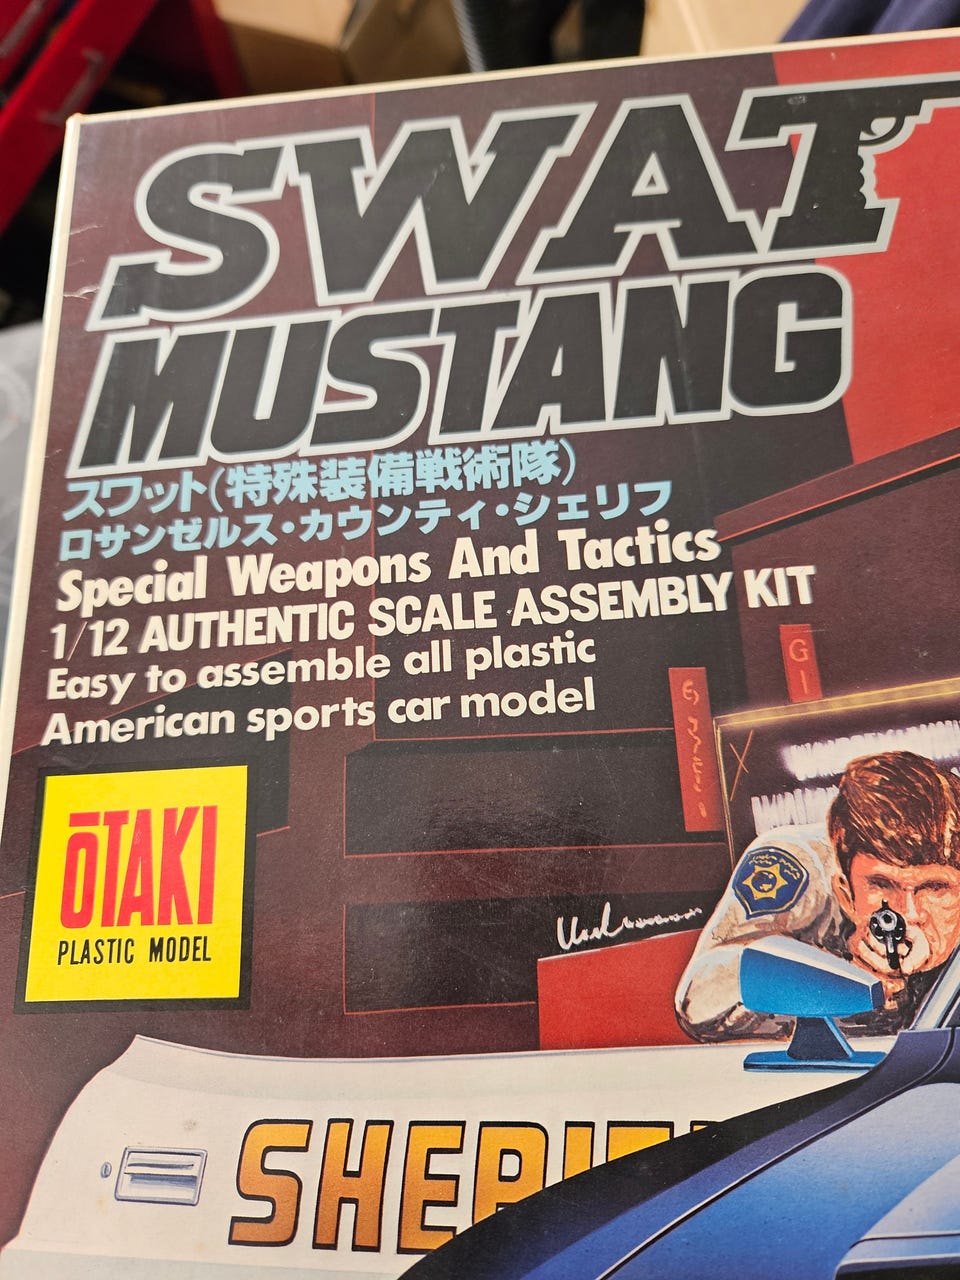 SWAT
MUSTANG
スワット(特殊装備戦術隊)
ロサンゼルス・カウンティ・シェリフ
Special Weapons And Tactics
1/12 AUTHENTIC SCALE ASSEMBLY KIT
Easy to assemble all plastic
American sports car model
GI
ŌTAKI
PLASTIC MODEL
SHERIF